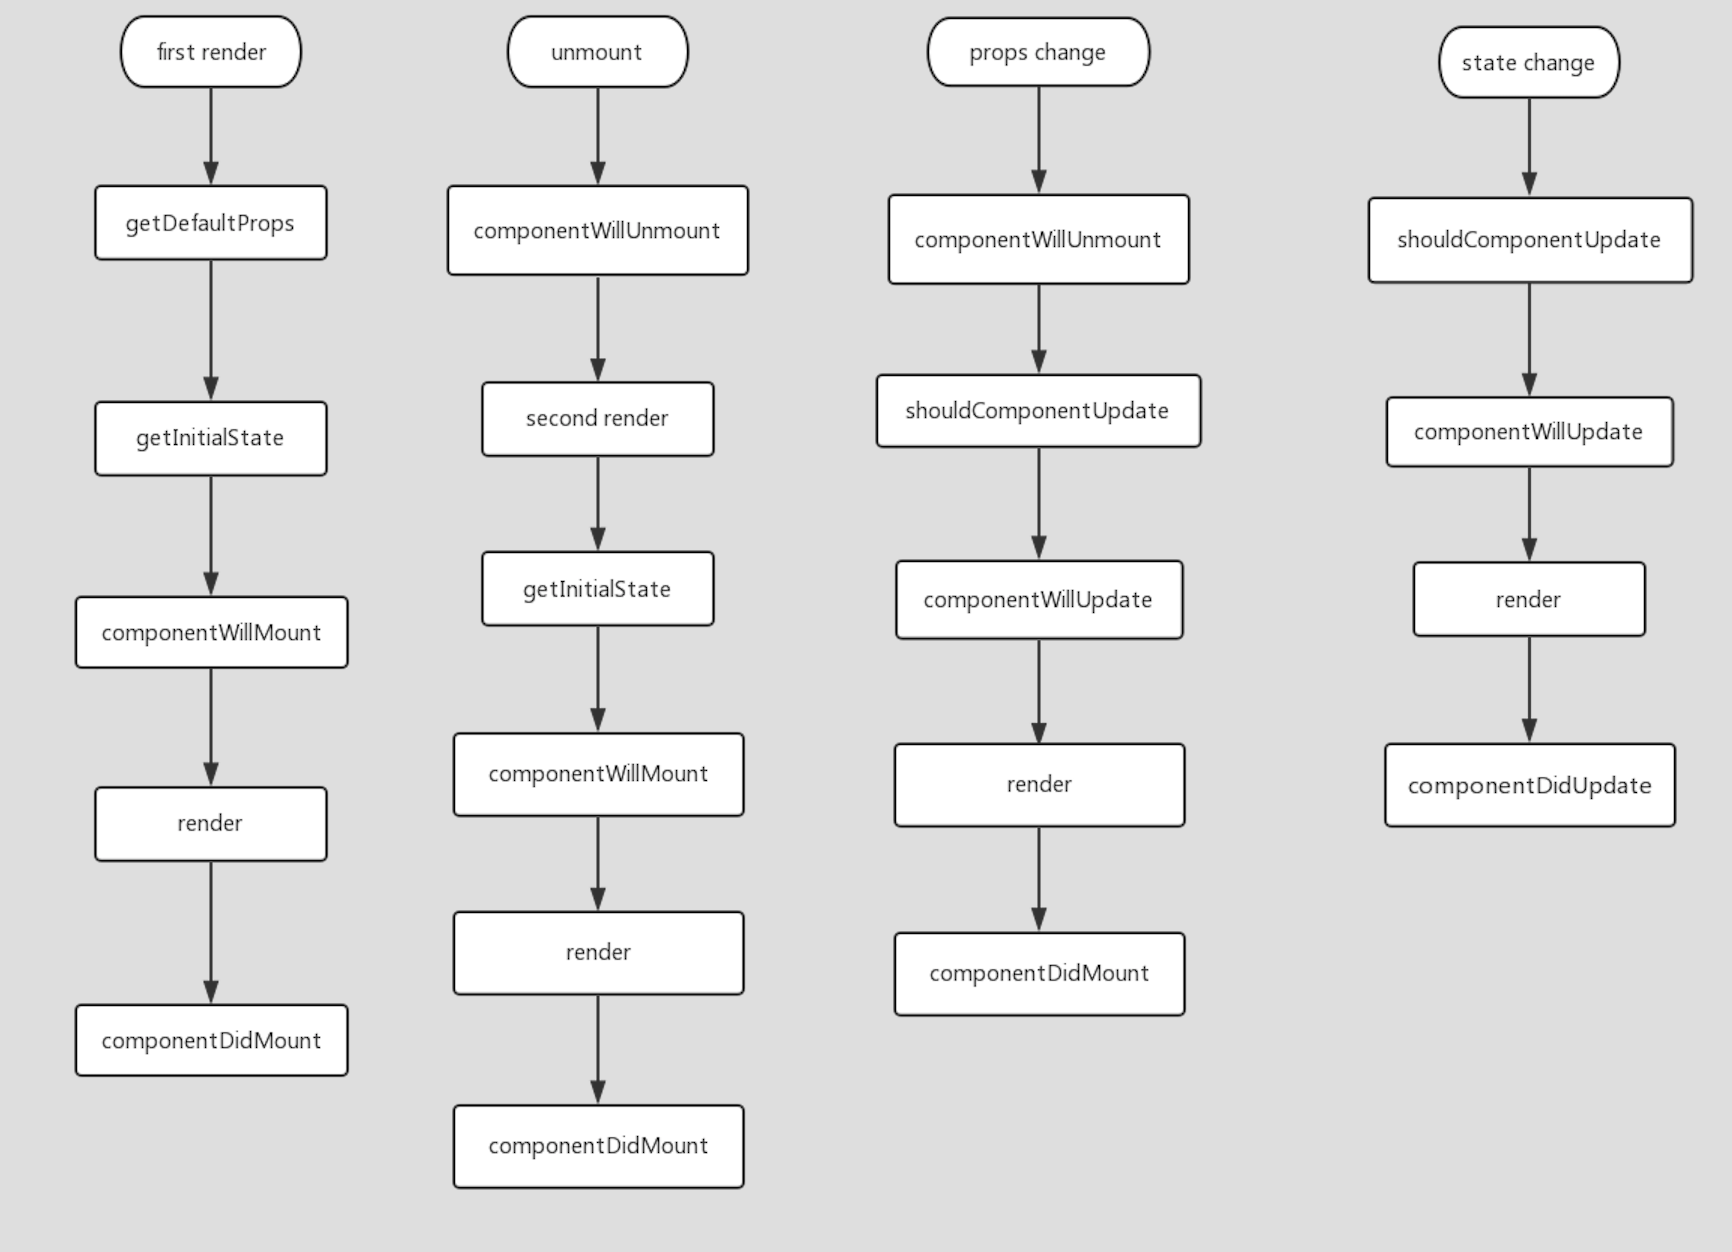 first render
getDefaultProps
getInitialState
componentWillMount
render
componentDidMount
unmount
componentWillUnmount
second render
getInitialState
componentWillMount
render
componentDidMount
props change
componentWillUnmount
shouldComponentUpdate
componentWillUpdate
render
componentDidMount
state change
shouldComponentUpdate
componentWillUpdate
render
componentDidUpdate